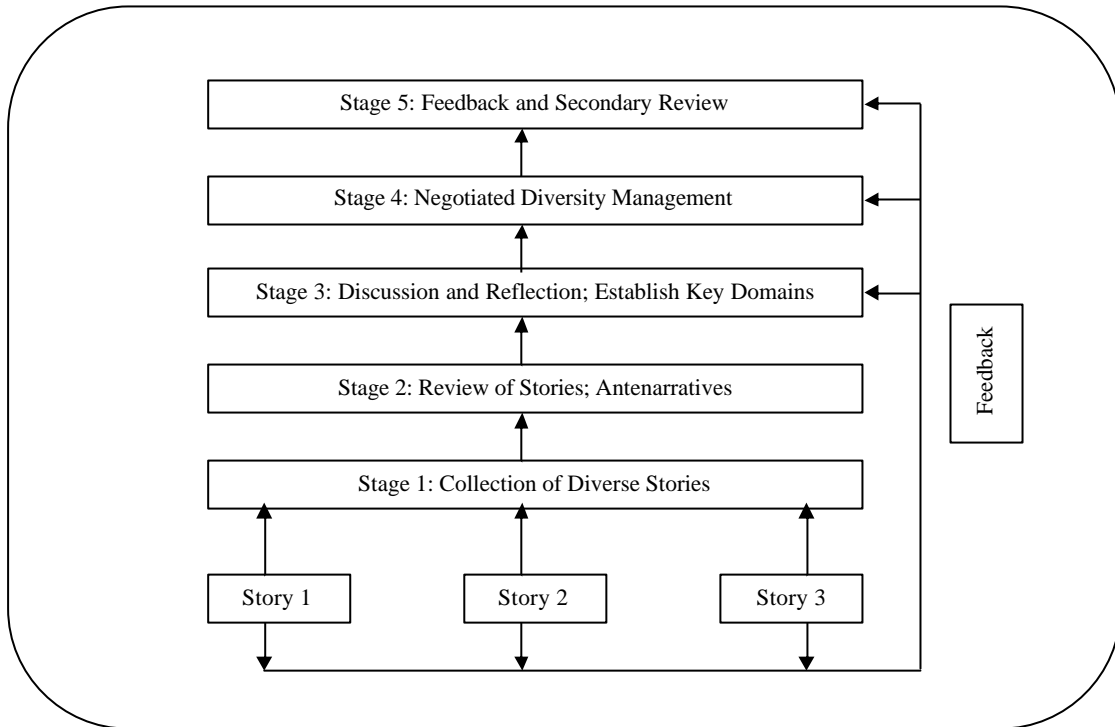 Stage 5: Feedback and Secondary Review
Stage 4: Negotiated Diversity Management
Stage 3: Discussion and Reflection; Establish Key Domains
Feedback
Stage 2: Review of Stories; Antenarratives
Stage 1: Collection of Diverse Stories
Story 1
Story 2
Story 3